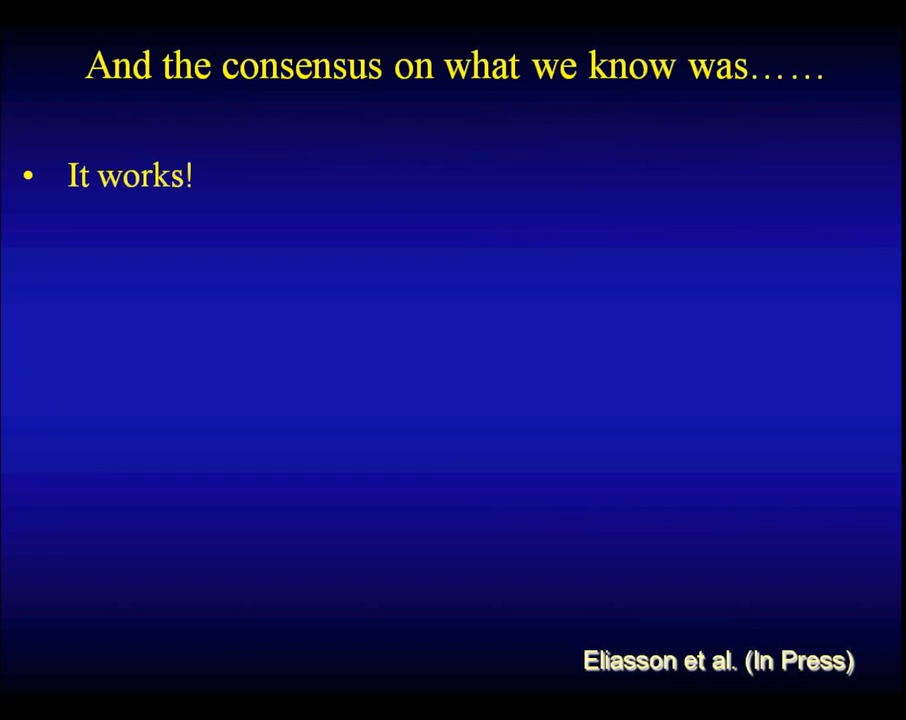 And the consensus on what we know was……
• It works!
Eliasson et al. (In Press)